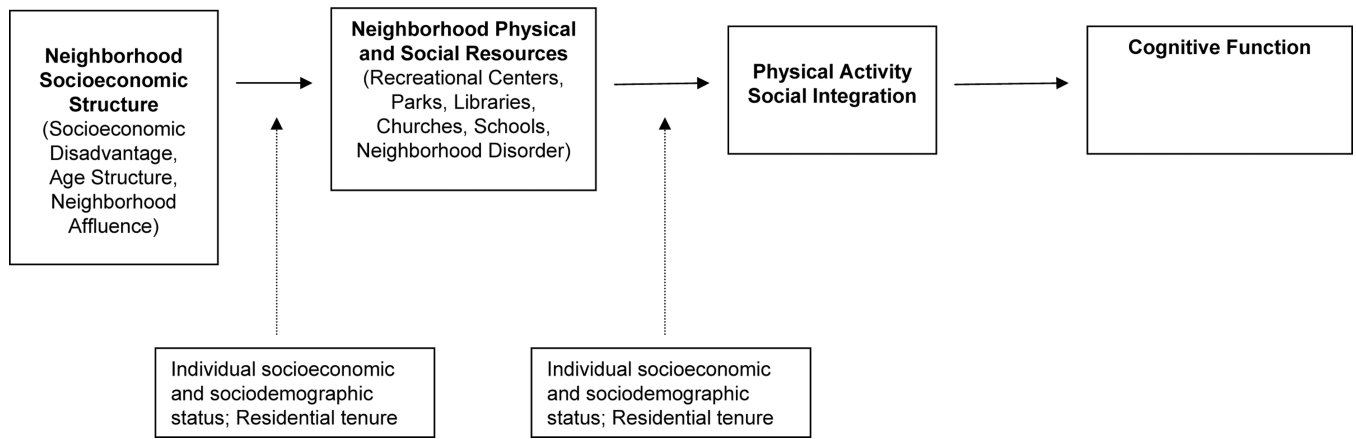 Neighborhood
Socioeconomic
Structure
(Socioeconomic
Disadvantage,
Age Structure,
Neighborhood
Affluence)
Neighborhood Physical
and Social Resources
(Recreational Centers,
Parks, Libraries,
Churches, Schools,
Neighborhood Disorder)
Physical Activity
Social Integration
Cognitive Function
Individual socioeconomic
and sociodemographic
status; Residential tenure
Individual socioeconomic
and sociodemographic
status; Residential tenure